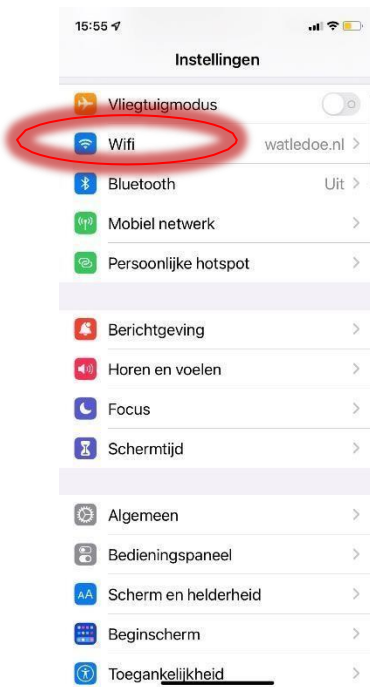 15:55
Instellingen
Vliegtuigmodus
Wifi watledoe.nl
Bluetooth Uit
Mobiel netwerk
Persoonlijke hotspot
Berichtgeving
Horen en voelen
Focus
Schermtijd
Algemeen
Bedieningspaneel
AA Scherm en helderheid
Beginscherm
Toegankelijkheid